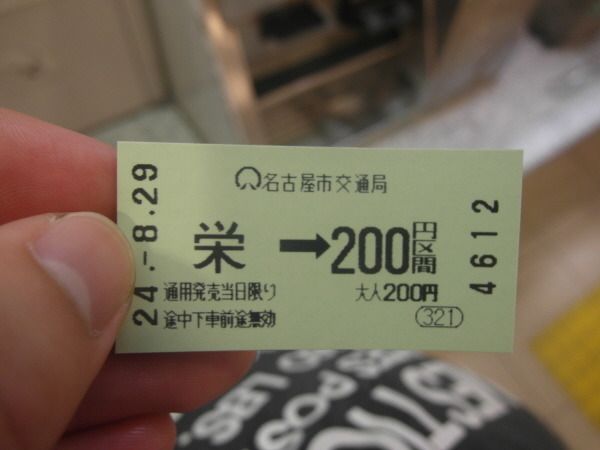 名古屋市交通局
24.-8.29
栄➡200円区間
通用発売当日限り
大人200円
途中下車前途無効
321
4612